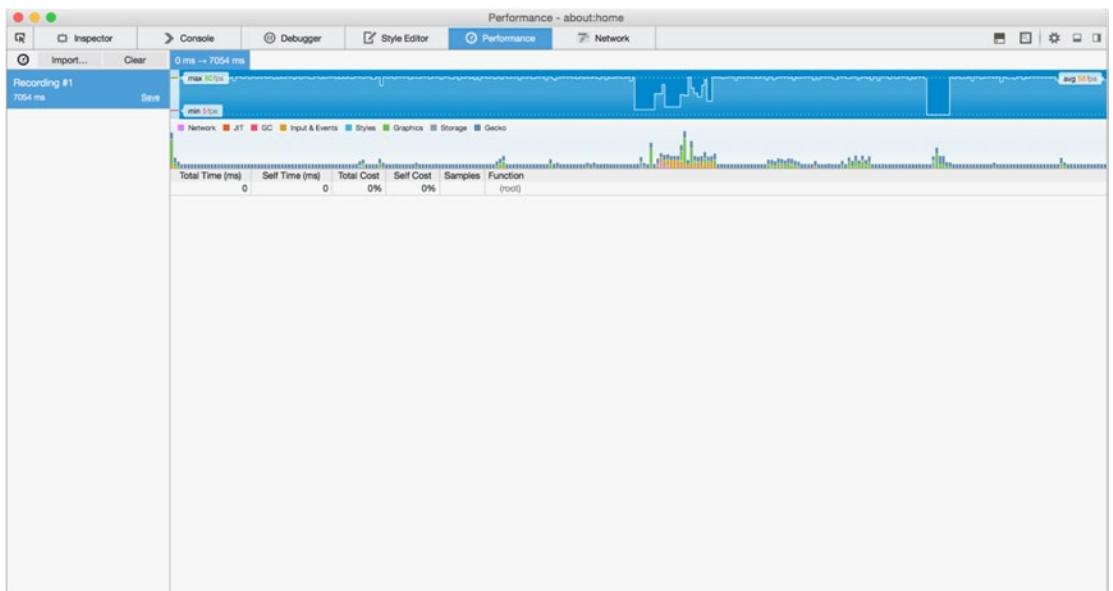 Performance - about:home
Inspector Console Debugger Style Editor Performance Network
Import... Clear 0 ms → 7054 ms
Recording #1
7054 ms Save
max 60 fps
avg 58 fps
min 5 fps
Network JIT GC Input & Events Styles Graphics Storage Gecko
Total Time (ms) Self Time (ms) Total Cost Self Cost Samples Function
0 0 0% 0% (root)